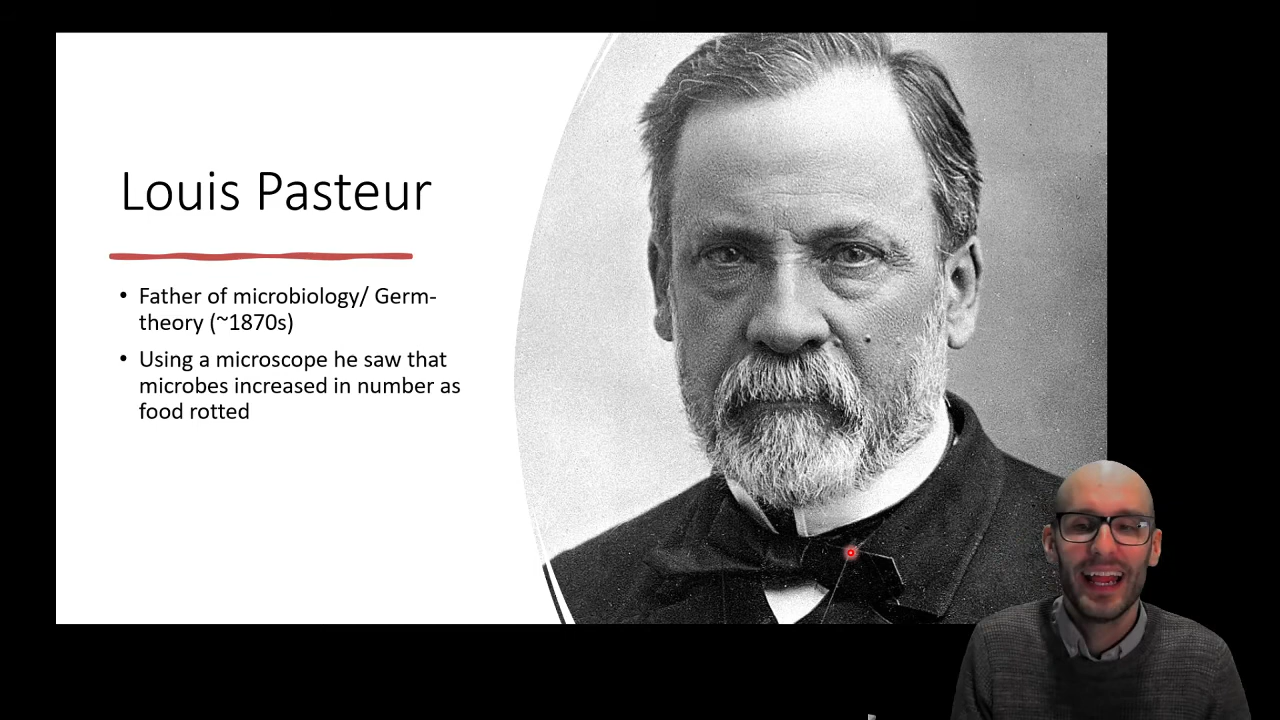 Louis Pasteur
• Father of microbiology/ Germ-
theory (~1870s)
• Using a microscope he saw that
microbes increased in number as
food rotted